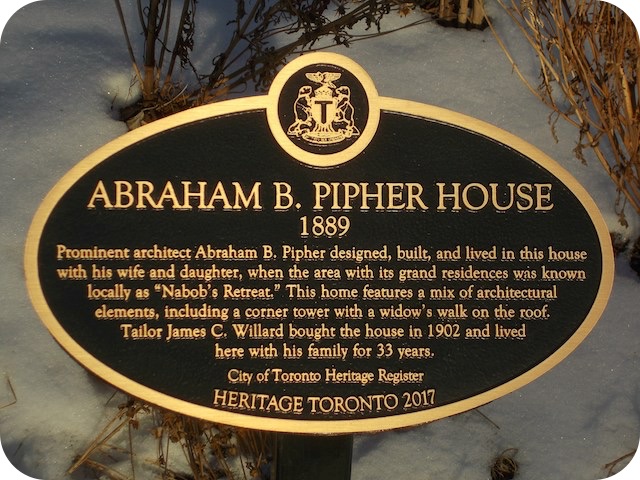 T
ABRAHAM B. PIPHER HOUSE
1889
Prominent architect Abraham B. Pipher designed, built, and lived in this house
with his wife and daughter, when the area with its grand residences was known
locally as “Nabob’s Retreat.” This home features a mix of architectural
elements, including a corner tower with a widow’s walk on the roof.
Tailor James C. Willard bought the house in 1902 and lived
here with his family for 33 years.
City of Toronto Heritage Register
HERITAGE TORONTO 2017